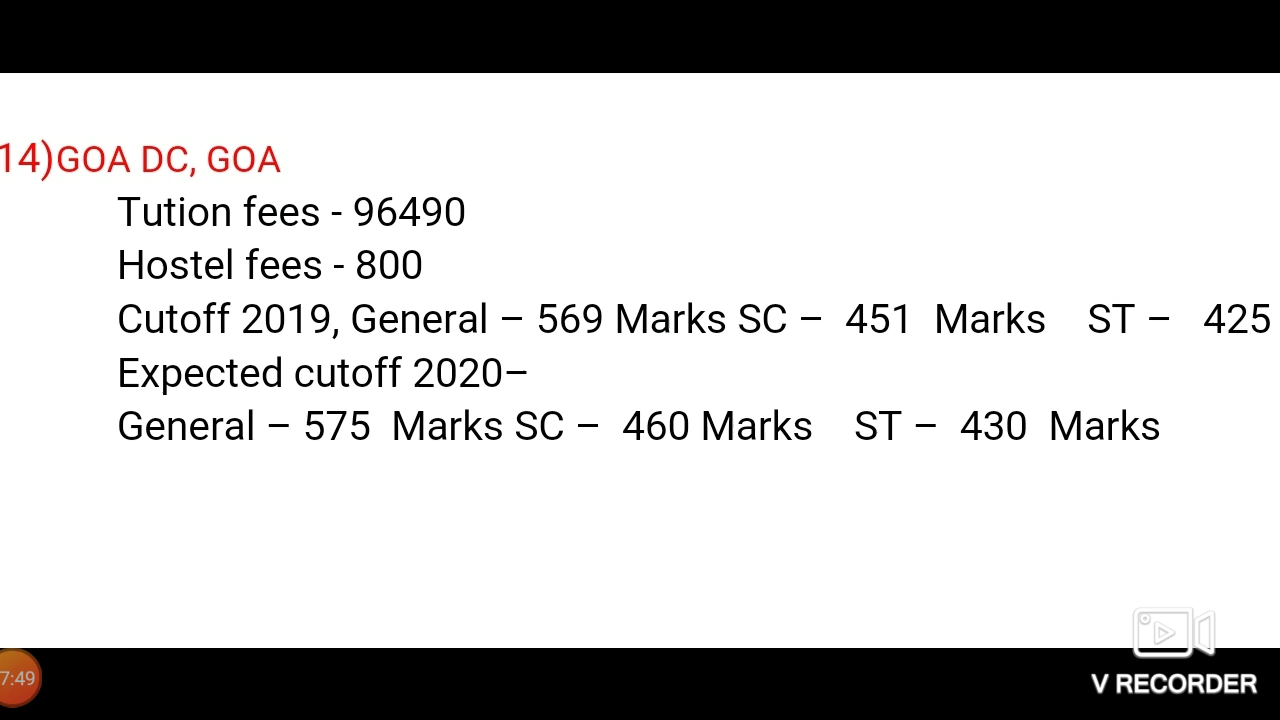 14)GOA DC, GOA
Tution fees - 96490
Hostel fees - 800
Cutoff 2019, General – 569 Marks SC – 451 Marks ST – 425
Expected cutoff 2020–
General – 575 Marks SC – 460 Marks ST – 430 Marks
7:49
V RECORDER